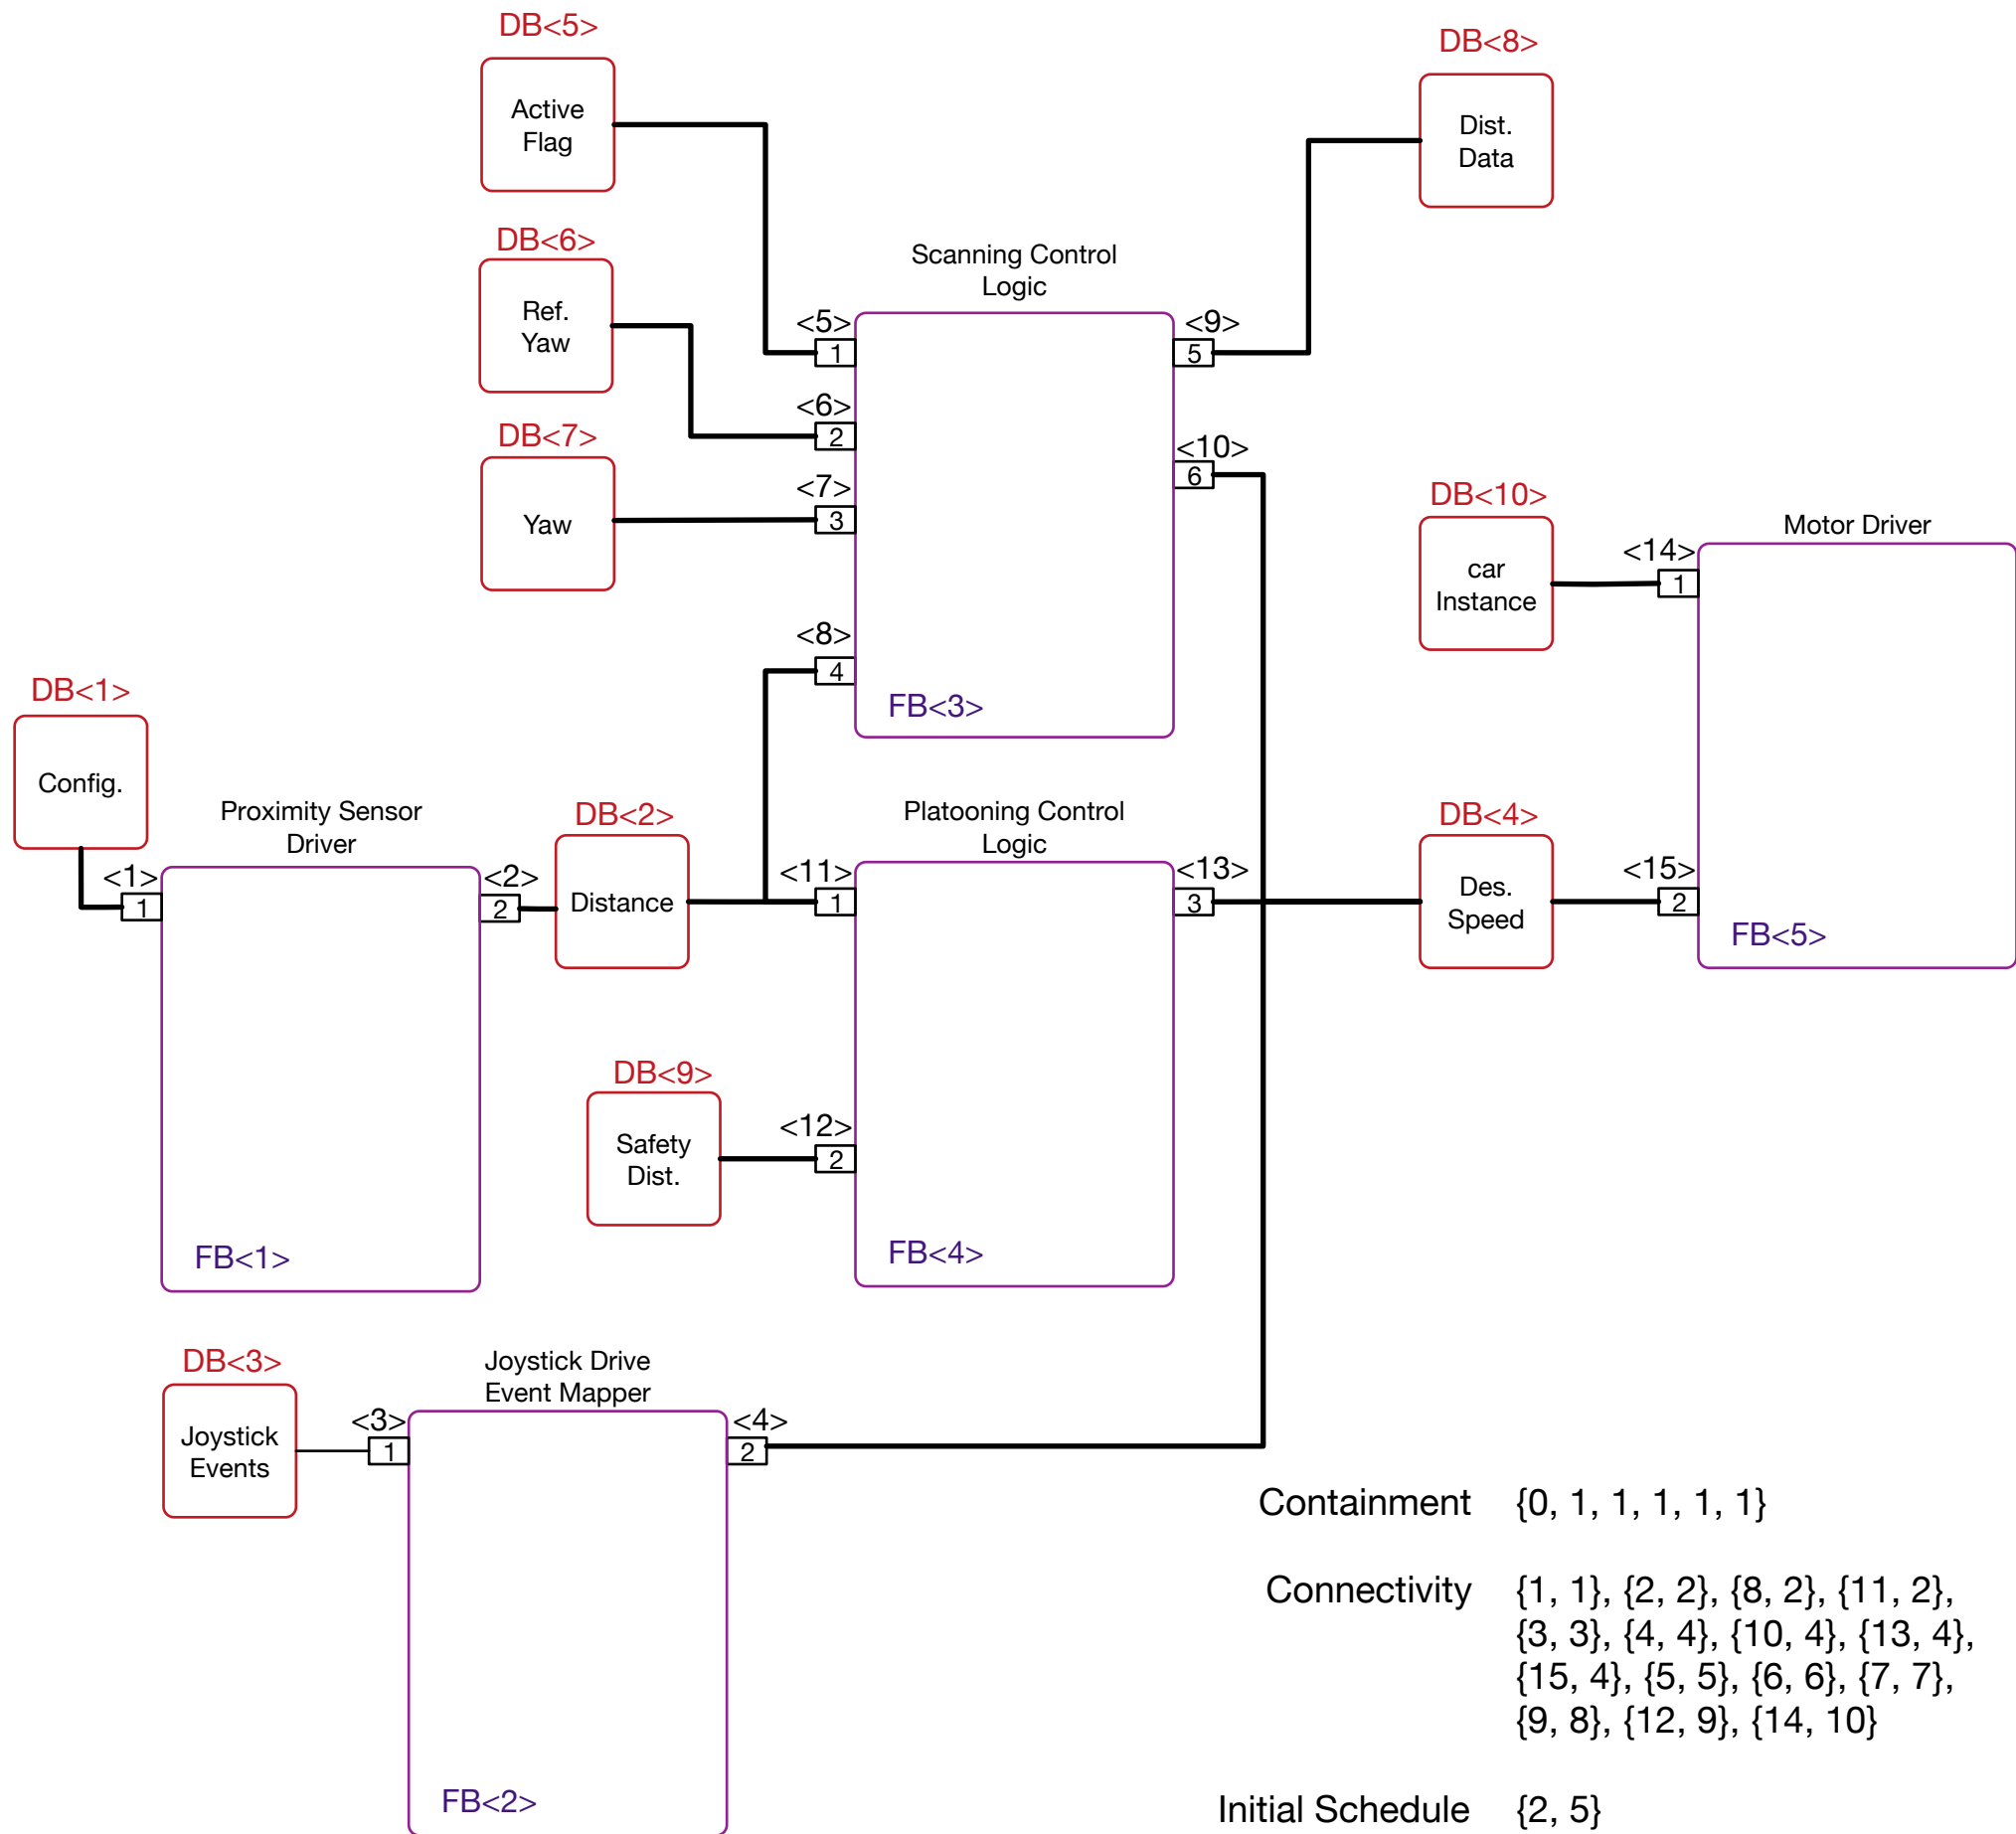 DB<5>
Active
Flag
DB<8>
Dist.
Data
DB<6>
Ref.
Yaw
DB<7>
Yaw
Scanning Control
Logic
<5>
1
<6>
2
<7>
3
<8>
4
<9>
5
<10>
6
FB<3>
DB<10>
car
Instance
Motor Driver
<14>
1
<15>
2
FB<5>
DB<1>
Config.
Proximity Sensor
Driver
<1>
1
<2>
2
FB<1>
DB<2>
Distance
Platooning Control
Logic
<11>
1
<12>
2
<13>
3
FB<4>
DB<4>
Des.
Speed
DB<9>
Safety
Dist.
DB<3>
Joystick
Events
Joystick Drive
Event Mapper
<3>
1
<4>
2
FB<2>
Containment {0, 1, 1, 1, 1, 1}
Connectivity {1, 1}, {2, 2}, {8, 2}, {11, 2},
{3, 3}, {4, 4}, {10, 4}, {13, 4},
{15, 4}, {5, 5}, {6, 6}, {7, 7},
{9, 8}, {12, 9}, {14, 10}
Initial Schedule {2, 5}